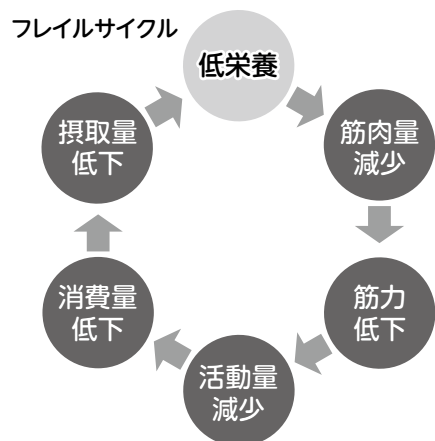 フレイルサイクル
低栄養
筋肉量
減少
筋力
低下
活動量
減少
消費量
低下
摂取量
低下